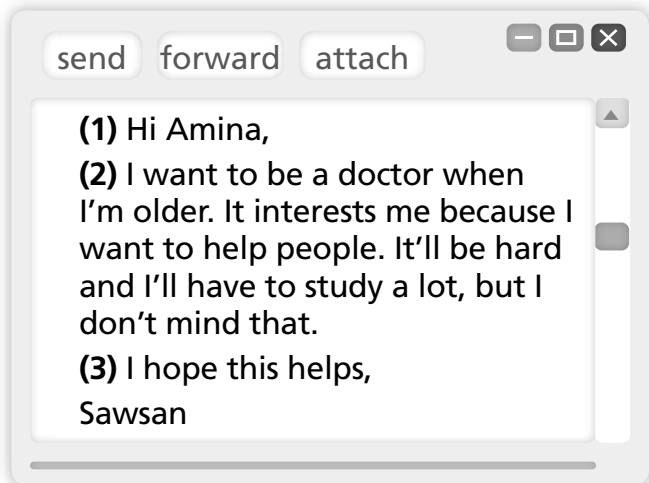 send forward attach
(1) Hi Amina,
(2) I want to be a doctor when
I'm older. It interests me because I
want to help people. It'll be hard
and I'll have to study a lot, but I
don't mind that.
(3) I hope this helps,
Sawsan